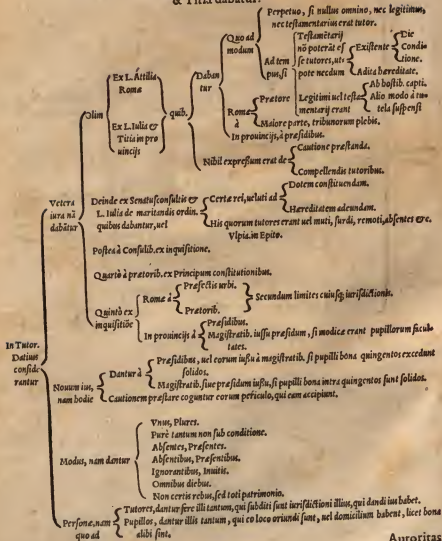 & Titia dabatur.
Perpetuo, si nullus omnino, nec legitimus,
nec testamentarius erat tutor.
Quo ad
modum
Ad tem
pus, si
Testamētarij
nō poterāt es
se tutores, ut
pote necdum
Existente
Die
Condi-
tione.
Adita hæreditate.
Daban
tur
Romæ
à
Prætore
Legitimi uel testa
mentarij erant
Ab hostib. capti.
Alio modo à tu-
tela suspensi
Maiore parte, tribunorum plebis.
In prouincijs, à præsidibus.
Olim
Ex L. Attilia
Romæ
Ex L. Iulia &
Titia in pro
uincijs
quib.
Nihil expressum erat de
Cautione præstanda.
Compellendis tutoribus.
Vetera
iura nā
dabātur
Deinde ex Senatusconsultis &
L. Iulia de maritandis ordin.
quibus dabantur, uel
Certæ rei, ueluti ad
Dotem constituendam.
Hæreditatem adeundam.
His quorum tutores erant uel muti, surdi, remoti, absentes &c.
Vlpia. in Epito.
Postea à Consulib. ex inquisitione.
Quartò à prætorib. ex Principum constitutionibus.
Quintò ex
inquisitiōe
Romæ à
Præfectis urbi.
Prætorib.
Secundum limites cuiusq; iurisdictionis.
In prouincijs à
Præsidibus.
Magistratib. iussu præsidum, si modicæ erant pupillorum facul-
tates.
In Tutor.
Datiuus
conside
rantur
Nouum ius,
nam hodie
Dantur à
Præsidibus, uel eorum iussu à magistratib. si pupilli bona quingentos excedunt
solidos.
Magistratib. siue præsidum iussu, si pupilli bona intra quingentos sunt solidos.
Cautionem præstare coguntur eorum periculo, qui eam accipiunt.
Modus, nam dantur
Vnus, Plures.
Purè tantum non sub conditione.
Absentes, Præsentes.
Absentibus, Præsentibus.
Ignorantibus, Inuitis.
Omnibus diebus.
Non certis rebus, sed toti patrimonio.
Personæ, nam
quo ad
Tutores, dantur fere illi tantum, qui subditi sunt iurisdictioni illius, qui dandi ius habet.
Pupillos, dantur illis tantum, qui eo loco oriundi sunt, uel domicilium habent, licet bona
alibi sint.
Autoritas